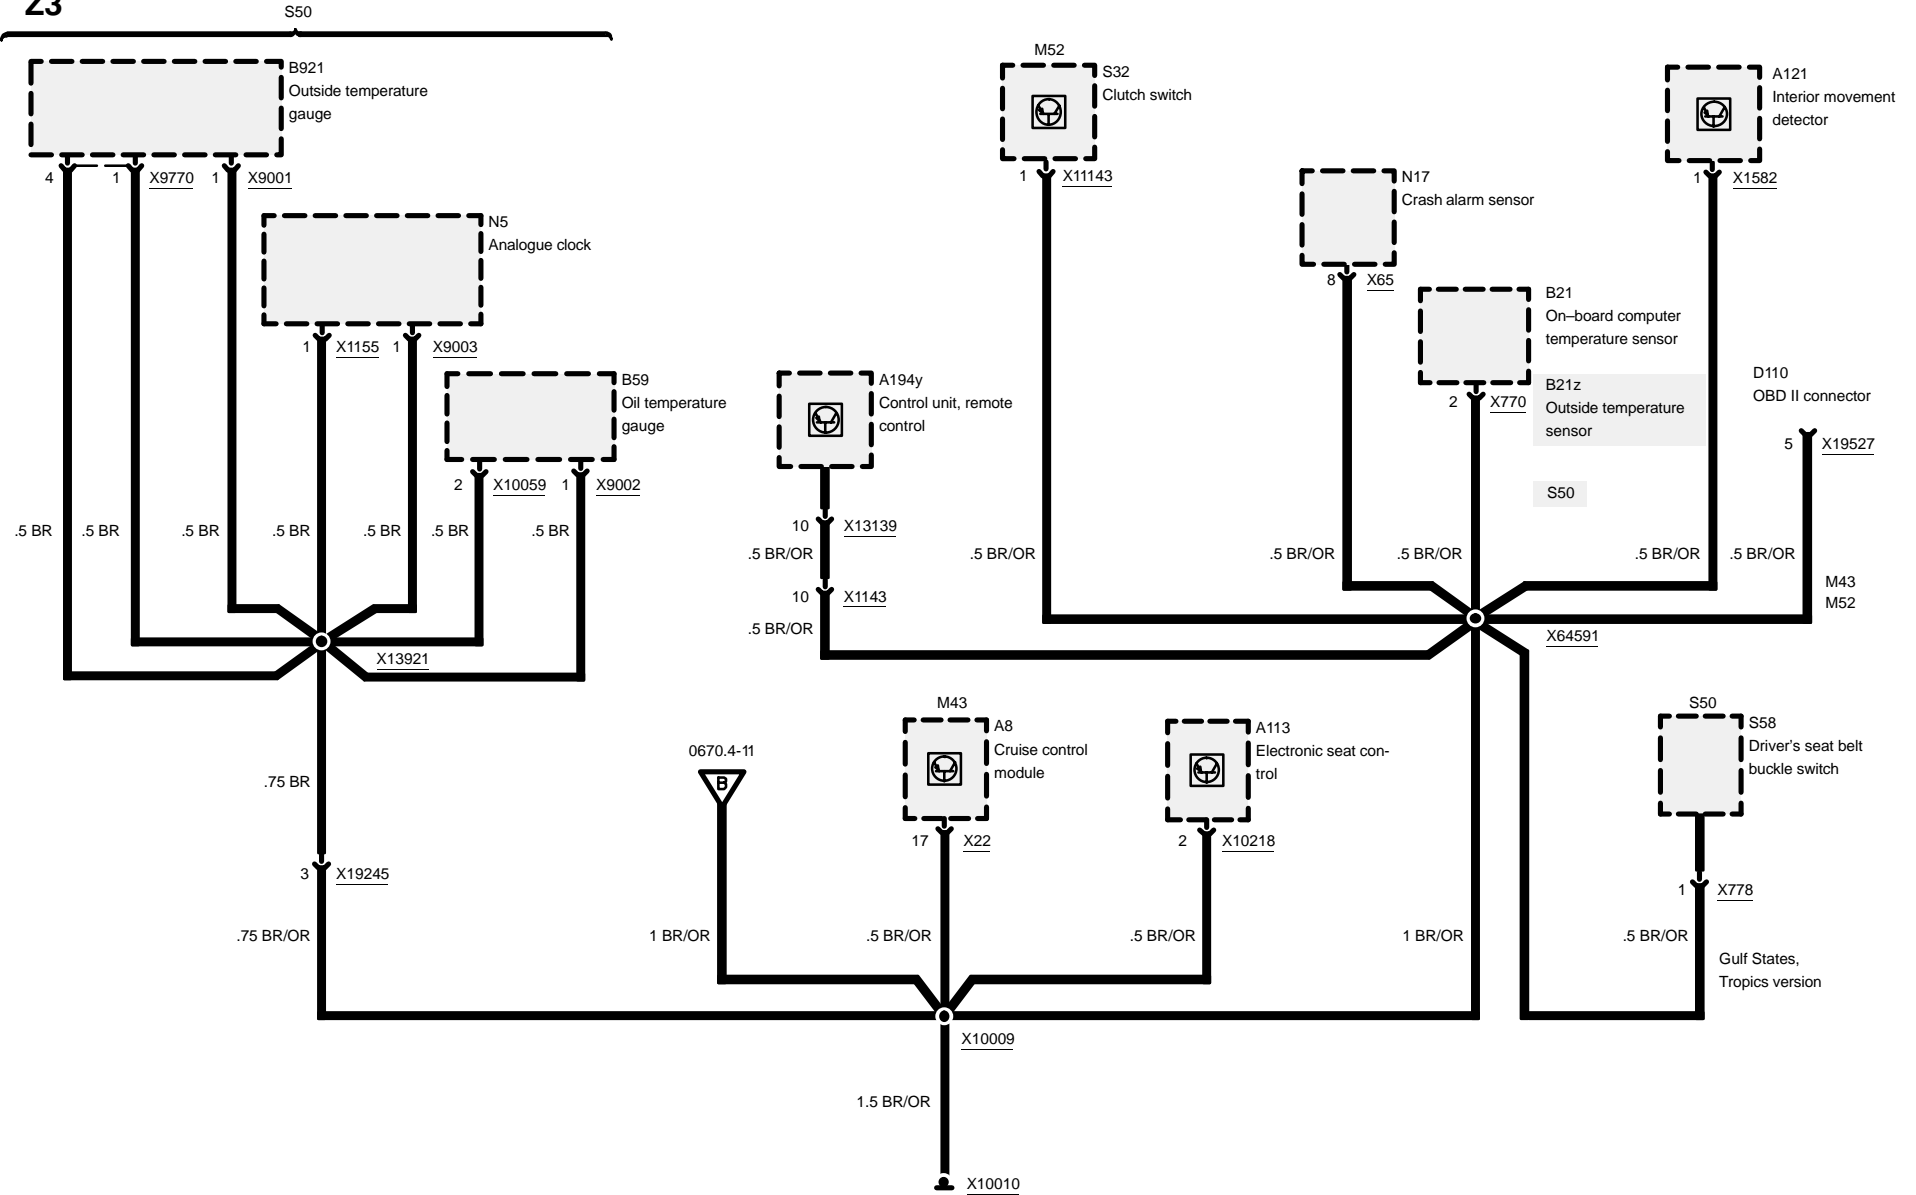 Z3
S50
B921
Outside temperature
gauge
4
1
X9770
1
X9001
N5
Analogue clock
1
X1155
1
X9003
B59
Oil temperature
gauge
2
X10059
1
X9002
.5 BR
.5 BR
.5 BR
.5 BR
.5 BR
.5 BR
.5 BR
X13921
.75 BR
3
X19245
.75 BR/OR
M52
S32
Clutch switch
1
X11143
A121
Interior movement
detector
1
X1582
N17
Crash alarm sensor
8
X65
B21
On–board computer
temperature sensor
B21z
Outside temperature
sensor
2
X770
S50
D110
OBD II connector
5
X19527
A194y
Control unit, remote
control
10
X13139
.5 BR/OR
10
X1143
.5 BR/OR
.5 BR/OR
.5 BR/OR
.5 BR/OR
.5 BR/OR
.5 BR/OR
M43
M52
X64591
0670.4-11
B
1 BR/OR
M43
A8
Cruise control
module
17
X22
.5 BR/OR
A113
Electronic seat con-
trol
2
X10218
.5 BR/OR
1 BR/OR
S50
S58
Driver's seat belt
buckle switch
1
X778
.5 BR/OR
Gulf States,
Tropics version
X10009
1.5 BR/OR
X10010